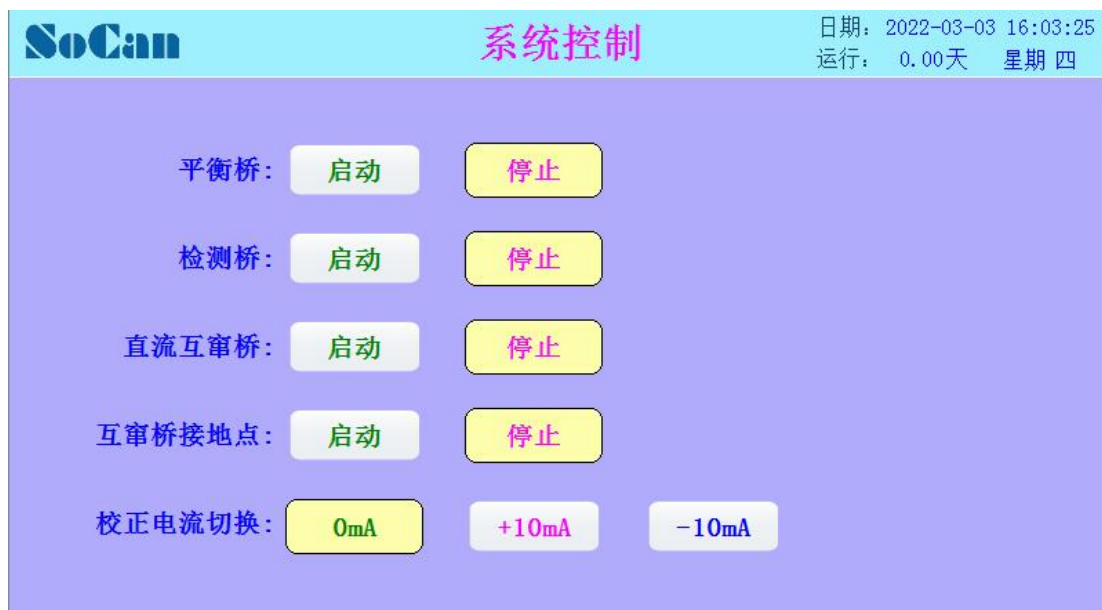 SoCan 系统控制 日期: 2022-03-03 16:03:25
运行: 0.00天 星期 四
平衡桥: 启动 停止
检测桥: 启动 停止
直流互窜桥: 启动 停止
互窜桥接地点: 启动 停止
校正电流切换: 0mA +10mA -10mA